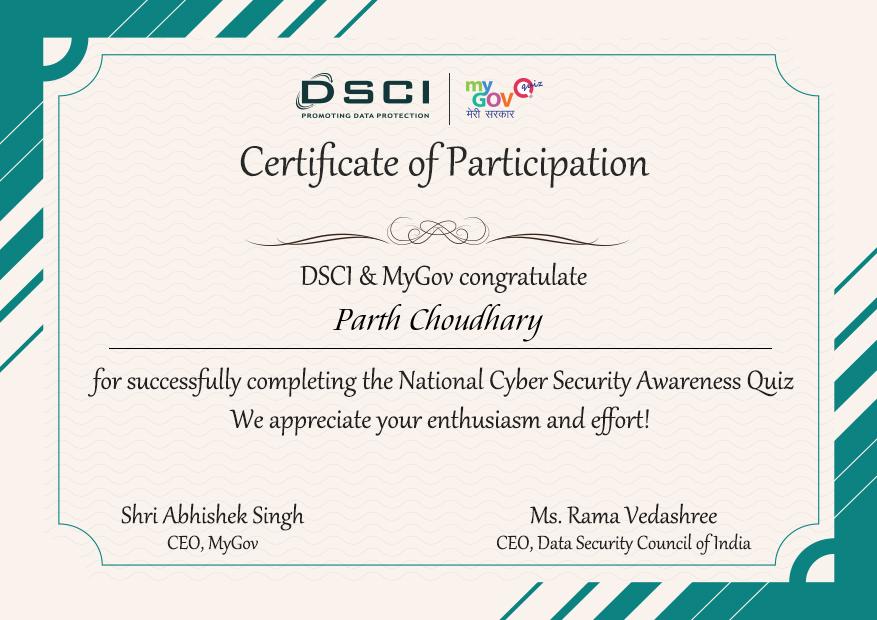 DSCI
PROMOTING DATA PROTECTION
my
GOV quiz
मेरी सरकार
Certificate of Participation
DSCI & MyGov congratulate
Parth Choudhary
for successfully completing the National Cyber Security Awareness Quiz
We appreciate your enthusiasm and effort!
Shri Abhishek Singh
CEO, MyGov
Ms. Rama Vedashree
CEO, Data Security Council of India